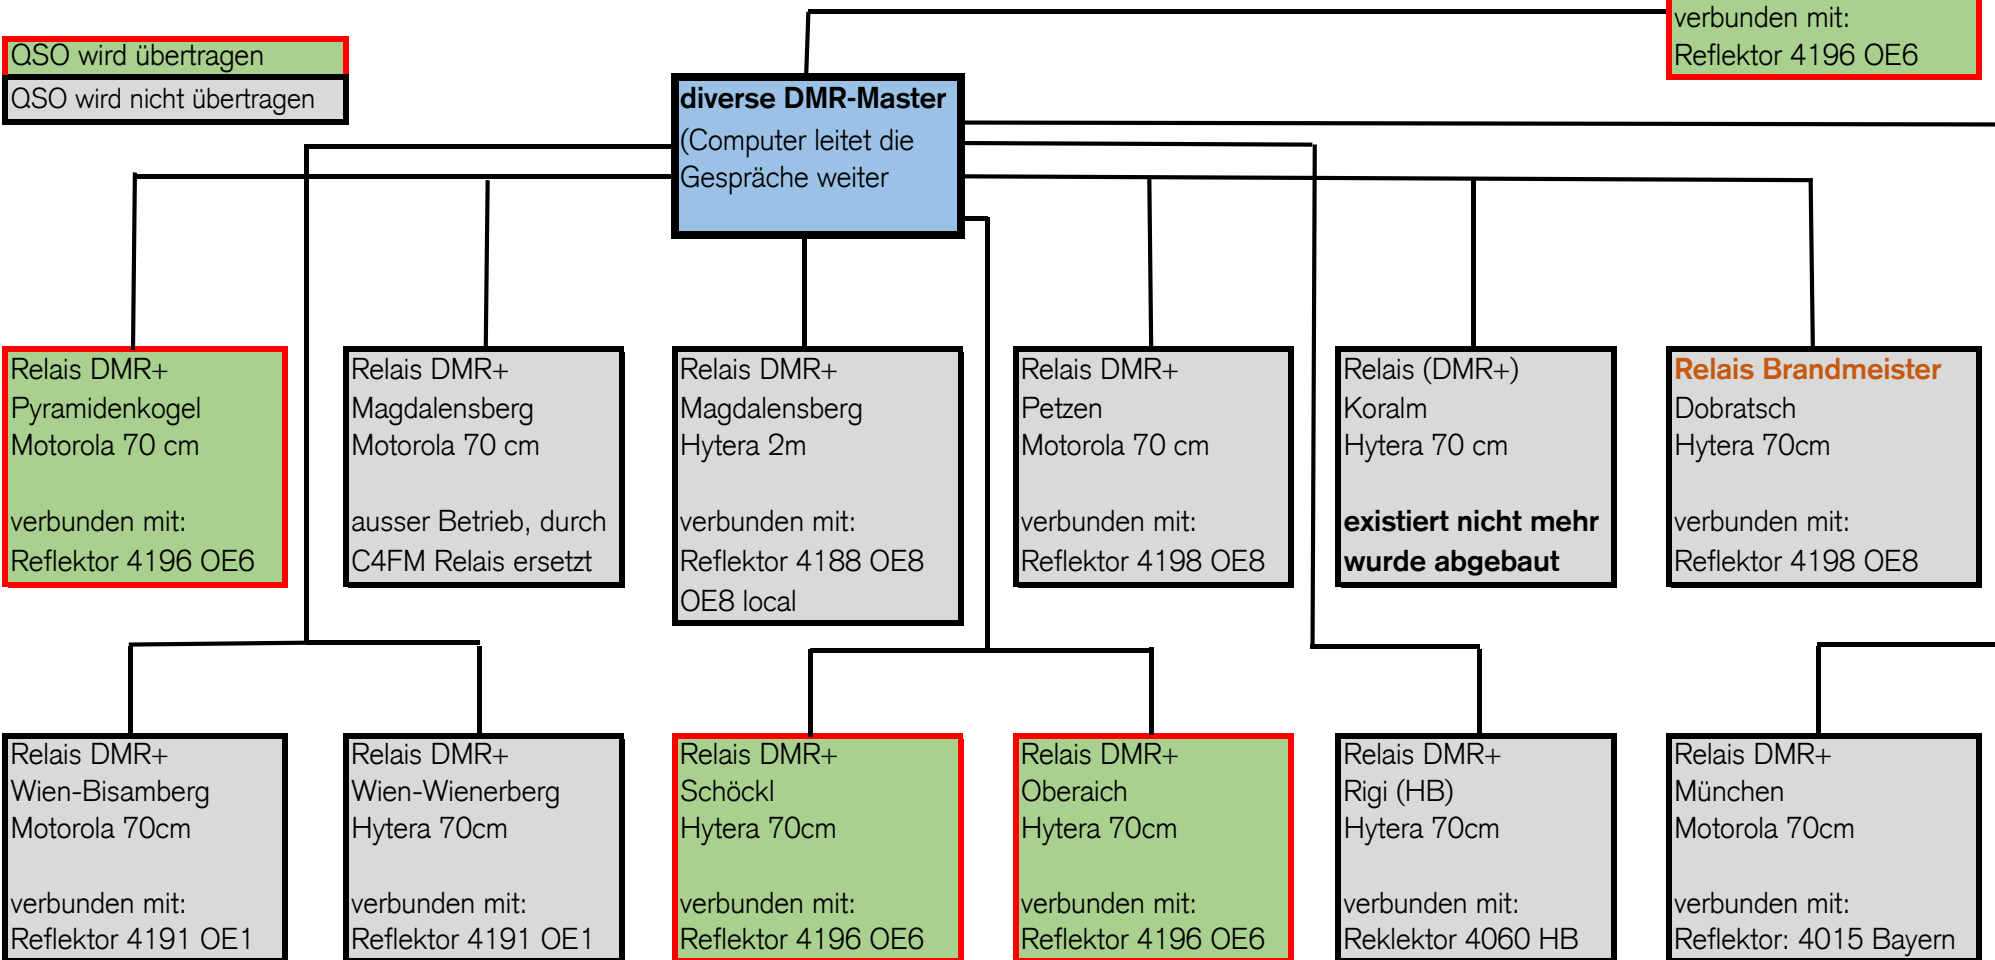 verbunden mit:
Reflektor 4196 OE6
QSO wird übertragen
QSO wird nicht übertragen
diverse DMR-Master
(Computer leitet die
Gespräche weiter
Relais DMR+
Pyramidenkogel
Motorola 70 cm
verbunden mit:
Reflektor 4196 OE6
Relais DMR+
Magdalensberg
Motorola 70 cm
ausser Betrieb, durch
C4FM Relais ersetzt
Relais DMR+
Magdalensberg
Hytera 2m
verbunden mit:
Reflektor 4188 OE8
OE8 local
Relais DMR+
Petzen
Motorola 70 cm
verbunden mit:
Reflektor 4198 OE8
Relais (DMR+)
Koralm
Hytera 70 cm
existiert nicht mehr
wurde abgebaut
Relais Brandmeister
Dobratsch
Hytera 70cm
verbunden mit:
Reflektor 4198 OE8
Relais DMR+
Wien-Bisamberg
Motorola 70cm
verbunden mit:
Reflektor 4191 OE1
Relais DMR+
Wien-Wienerberg
Hytera 70cm
verbunden mit:
Reflektor 4191 OE1
Relais DMR+
Schöckl
Hytera 70cm
verbunden mit:
Reflektor 4196 OE6
Relais DMR+
Oberaich
Hytera 70cm
verbunden mit:
Reflektor 4196 OE6
Relais DMR+
Rigi (HB)
Hytera 70cm
verbunden mit:
Reklektor 4060 HB
Relais DMR+
München
Motorola 70cm
verbunden mit:
Reflektor: 4015 Bayern